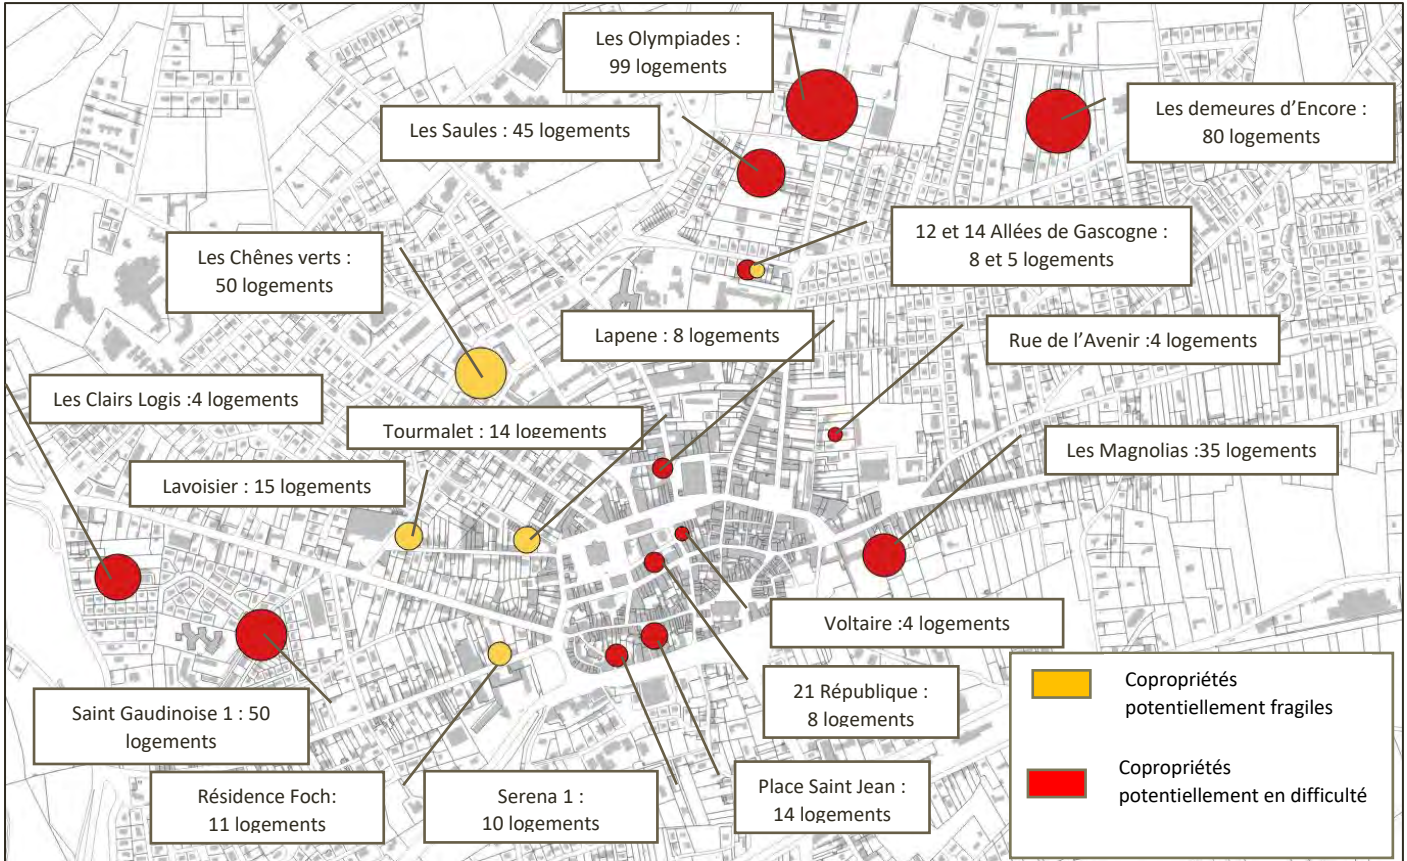 Les Olympiades :
99 logements
Les Saules : 45 logements
Les demeures d’Encore :
80 logements
12 et 14 Allées de Gascogne :
8 et 5 logements
Les Chênes verts :
50 logements
Lapene : 8 logements
Rue de l’Avenir :4 logements
Les Clairs Logis :4 logements
Tourmalet : 14 logements
Les Magnolias :35 logements
Lavoisier : 15 logements
Voltaire :4 logements
Saint Gaudinoise 1 : 50
logements
21 République :
8 logements
Résidence Foch:
11 logements
Serena 1 :
10 logements
Place Saint Jean :
14 logements
Copropriétés
potentiellement fragiles
Copropriétés
potentiellement en difficulté